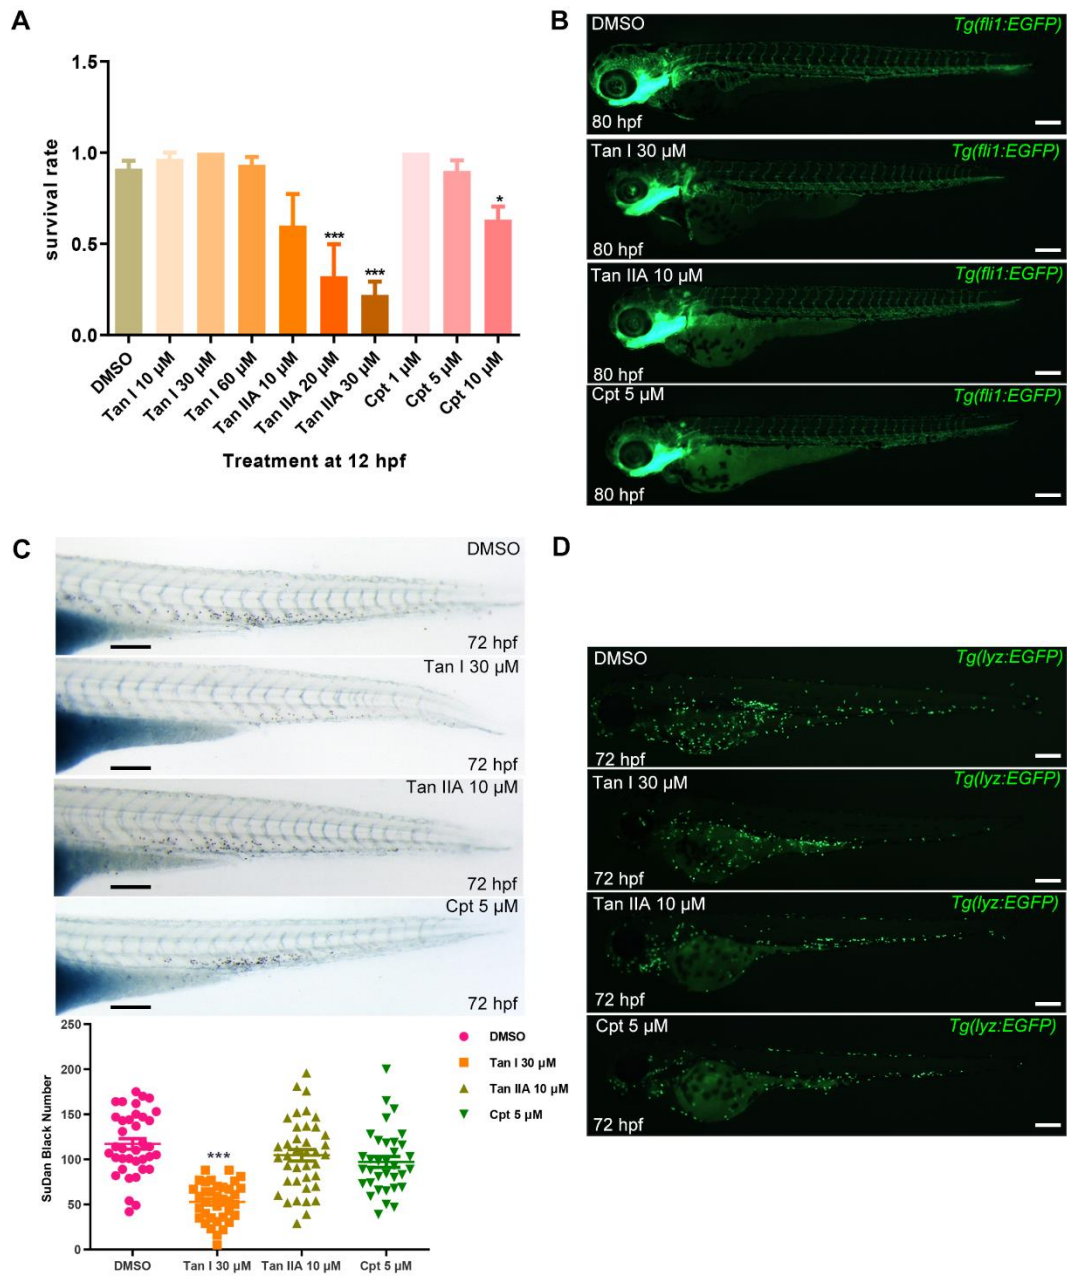 A
1.5
1.0
0.5
0.0
survival rate
***
***
*
DMSO
Tan I 10 μM
Tan I 30 μM
Tan I 60 μM
Tan IIA 10 μM
Tan IIA 20 μM
Tan IIA 30 μM
Cpt 1 μM
Cpt 5 μM
Cpt 10 μM
Treatment at 12 hpf
B
DMSO Tg(fli1:EGFP)
80 hpf
Tan I 30 μM Tg(fli1:EGFP)
80 hpf
Tan IIA 10 μM Tg(fli1:EGFP)
80 hpf
Cpt 5 μM Tg(fli1:EGFP)
80 hpf
C
DMSO
72 hpf
Tan I 30 μM
72 hpf
Tan IIA 10 μM
72 hpf
Cpt 5 μM
72 hpf
250
200
150
100
50
0
SuDan Black Number
***
DMSO
Tan I 30 μM
Tan IIA 10 μM
Cpt 5 μM
DMSO Tan I 30 μM Tan IIA 10 μM Cpt 5 μM
D
DMSO Tg(lyz:EGFP)
72 hpf
Tan I 30 μM Tg(lyz:EGFP)
72 hpf
Tan IIA 10 μM Tg(lyz:EGFP)
72 hpf
Cpt 5 μM Tg(lyz:EGFP)
72 hpf